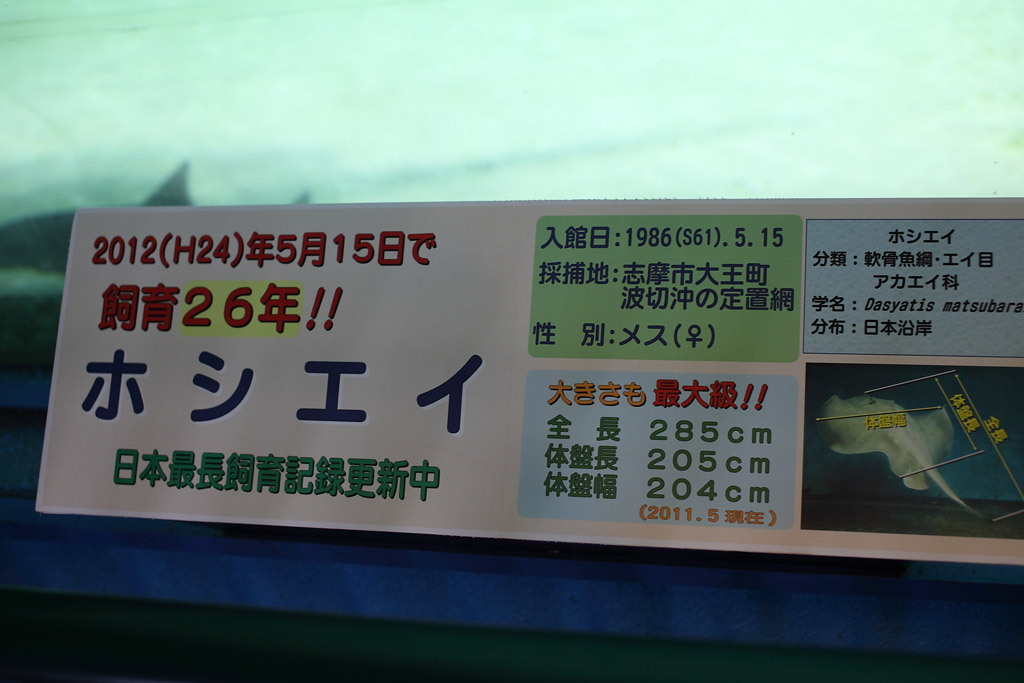 2012(H24)年5月15日で
飼育26年!!
ホシエイ
日本最長飼育記録更新中
入館日:1986(S61).5.15
採捕地:志摩市大王町
波切沖の定置網
性 別:メス(♀)
大きさも 最大級!!
全 長 285cm
体盤長 205cm
体盤幅 204cm
(2011.5 現在)
ホシエイ
分類:軟骨魚綱・エイ目
アカエイ科
学名:Dasyatis matsubara
分布:日本沿岸
体盤幅
体盤長
全長